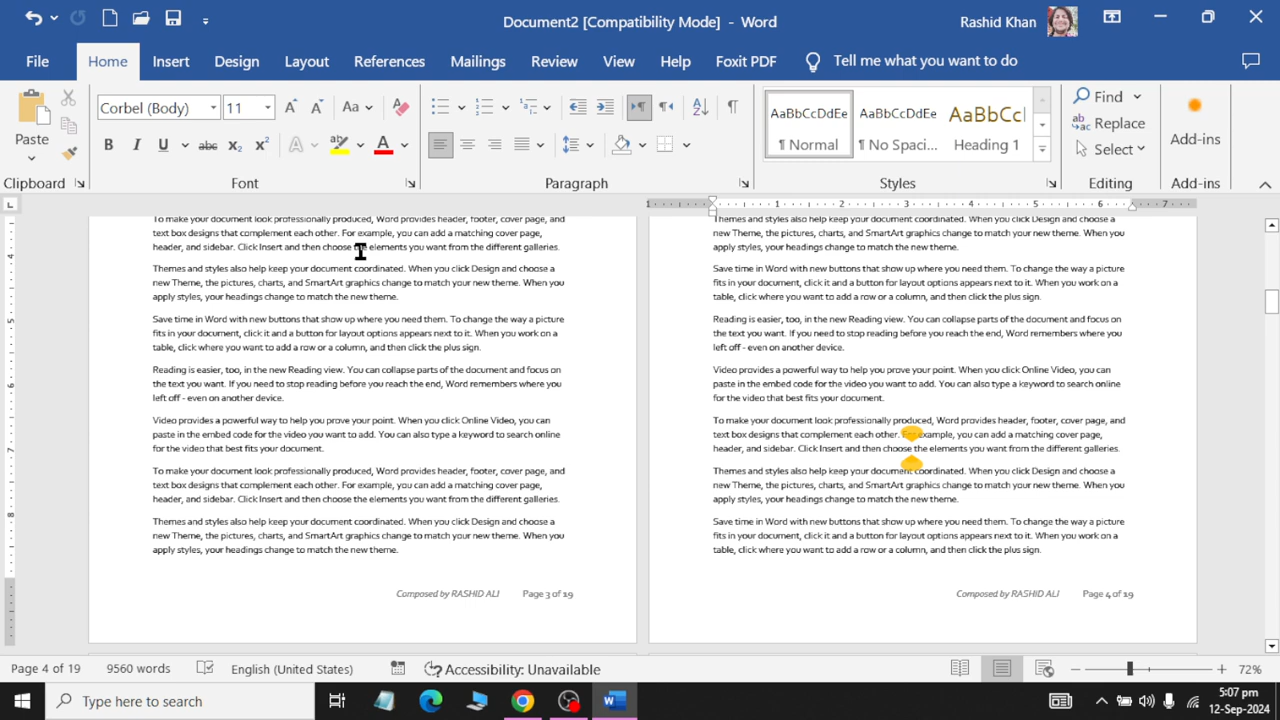 Document2 [Compatibility Mode] - Word
Rashid Khan
File Home Insert Design Layout References Mailings Review View Help Foxit PDF Tell me what you want to do
Corbel (Body) 11 Aa
AaBbCcDdEe AaBbCcDdEe AaBbCcI
Find
Replace
Paste
B I U abc x₂ x² A A
¶ Normal ¶ No Spaci... Heading 1
Select
Add-ins
Clipboard Font Paragraph Styles Editing Add-ins
1 1 2 3 4 5 6 7
To make your document look professionally produced, Word provides header, footer, cover page, and
text box designs that complement each other. For example, you can add a matching cover page,
header, and sidebar. Click Insert and then choose the elements you want from the different galleries.
Themes and styles also help keep your document coordinated. When you click Design and choose a
new Theme, the pictures, charts, and SmartArt graphics change to match your new theme. When you
apply styles, your headings change to match the new theme.
Save time in Word with new buttons that show up where you need them. To change the way a picture
fits in your document, click it and a button for layout options appears next to it. When you work on a
table, click where you want to add a row or a column, and then click the plus sign.
Reading is easier, too, in the new Reading view. You can collapse parts of the document and focus on
the text you want. If you need to stop reading before you reach the end, Word remembers where you
left off - even on another device.
Video provides a powerful way to help you prove your point. When you click Online Video, you can
paste in the embed code for the video you want to add. You can also type a keyword to search online
for the video that best fits your document.
To make your document look professionally produced, Word provides header, footer, cover page, and
text box designs that complement each other. For example, you can add a matching cover page,
header, and sidebar. Click Insert and then choose the elements you want from the different galleries.
Themes and styles also help keep your document coordinated. When you click Design and choose a
new Theme, the pictures, charts, and SmartArt graphics change to match your new theme. When you
apply styles, your headings change to match the new theme.
Composed by RASHID ALI Page 3 of 19
Themes and styles also help keep your document coordinated. When you click Design and choose a
new Theme, the pictures, charts, and SmartArt graphics change to match your new theme. When you
apply styles, your headings change to match the new theme.
Save time in Word with new buttons that show up where you need them. To change the way a picture
fits in your document, click it and a button for layout options appears next to it. When you work on a
table, click where you want to add a row or a column, and then click the plus sign.
Reading is easier, too, in the new Reading view. You can collapse parts of the document and focus on
the text you want. If you need to stop reading before you reach the end, Word remembers where you
left off - even on another device.
Video provides a powerful way to help you prove your point. When you click Online Video, you can
paste in the embed code for the video you want to add. You can also type a keyword to search online
for the video that best fits your document.
To make your document look professionally produced, Word provides header, footer, cover page, and
text box designs that complement each other. For example, you can add a matching cover page,
header, and sidebar. Click Insert and then choose the elements you want from the different galleries.
Themes and styles also help keep your document coordinated. When you click Design and choose a
new Theme, the pictures, charts, and SmartArt graphics change to match your new theme. When you
apply styles, your headings change to match the new theme.
Save time in Word with new buttons that show up where you need them. To change the way a picture
fits in your document, click it and a button for layout options appears next to it. When you work on a
table, click where you want to add a row or a column, and then click the plus sign.
Composed by RASHID ALI Page 4 of 19
4
5
6
7
8
Page 4 of 19 9560 words English (United States) Accessibility: Unavailable 72%
Type here to search
5:07 pm
12-Sep-2024